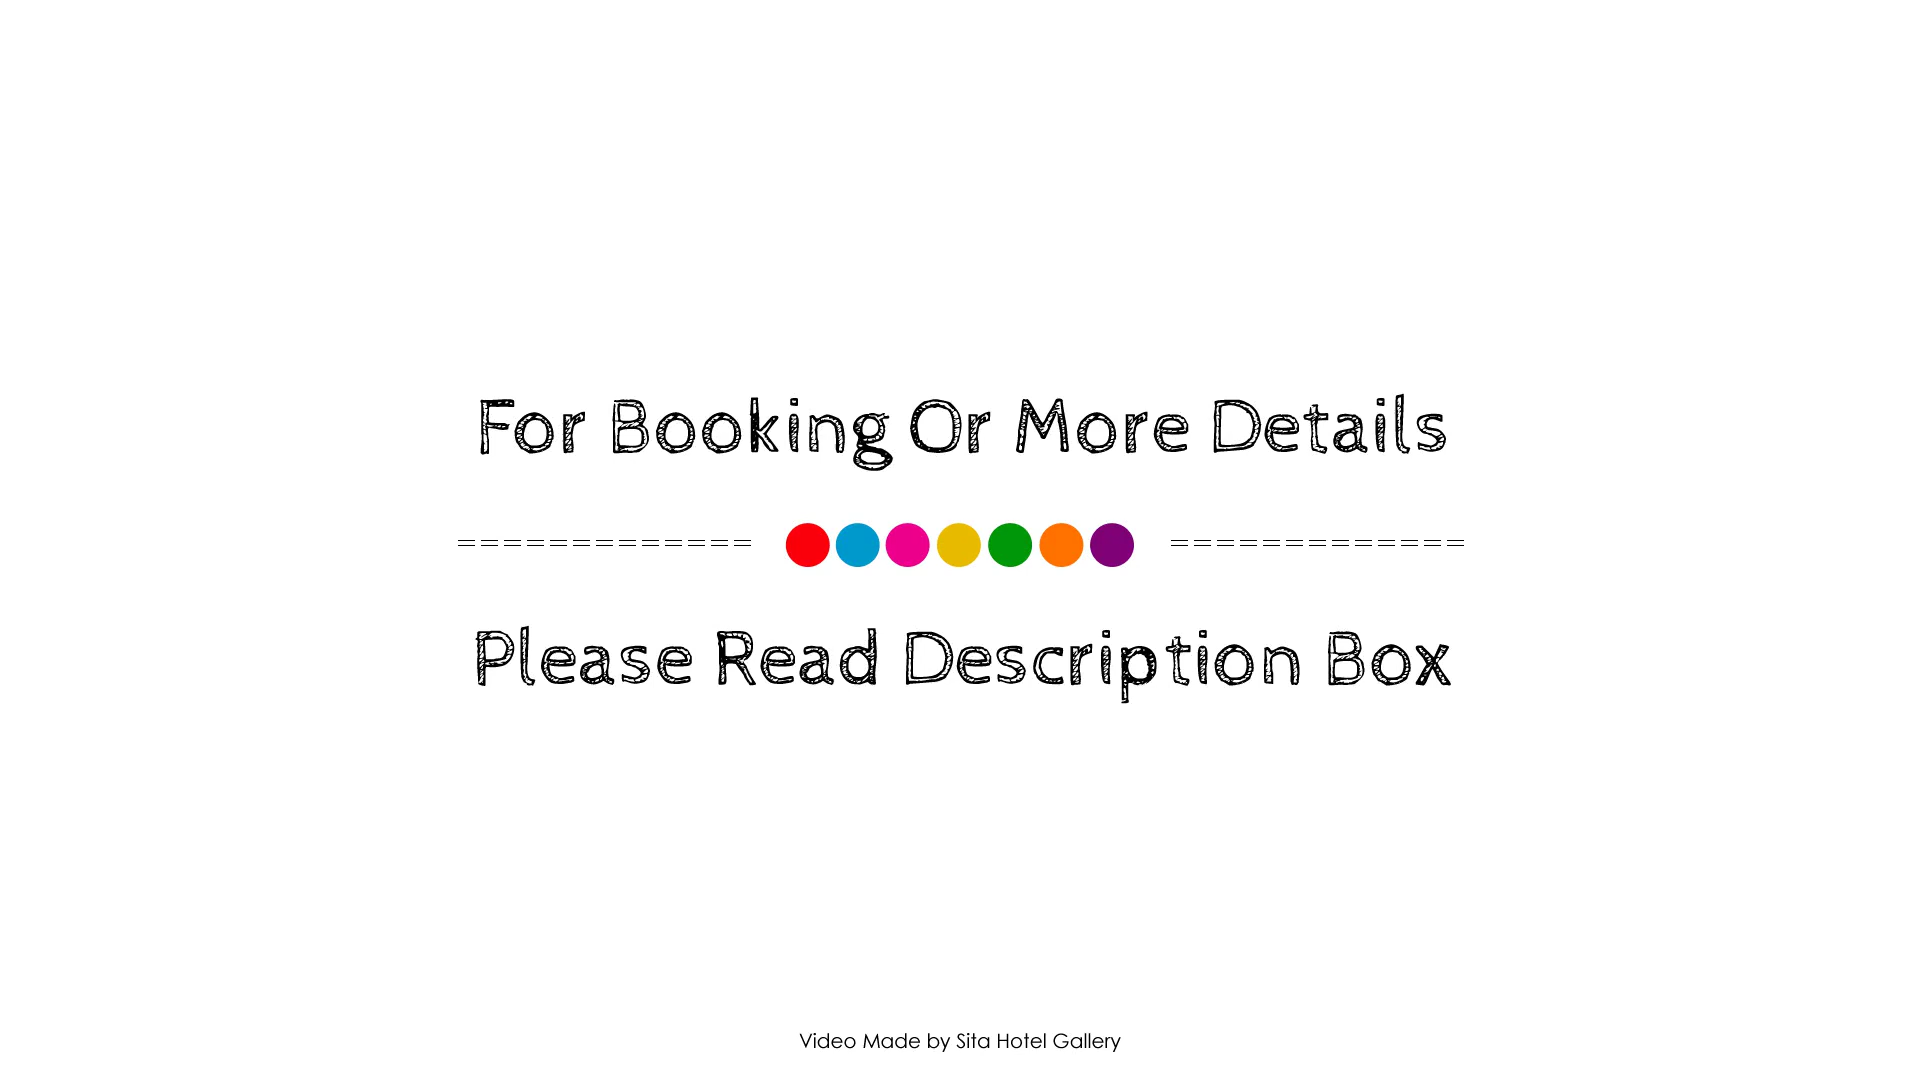 For Booking Or More Details
============= =============
Please Read Description Box
Video Made by Sita Hotel Gallery